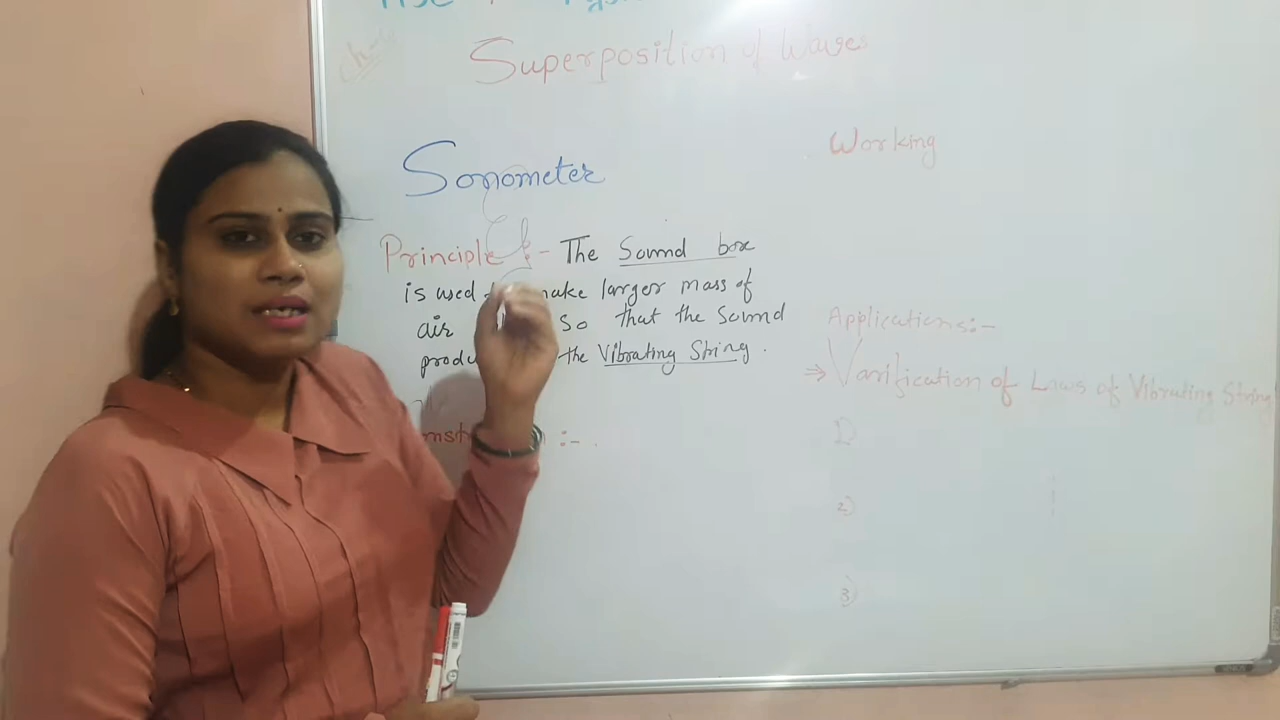 Superposition of Waves
Sonometer
Principle :- The Sound box
is used make larger mass of
air so that the Sound
the Vibrating String.
:-
Working
Applications:-
⇒ Varification of Laws of Vibrating String
1)
2)
3)